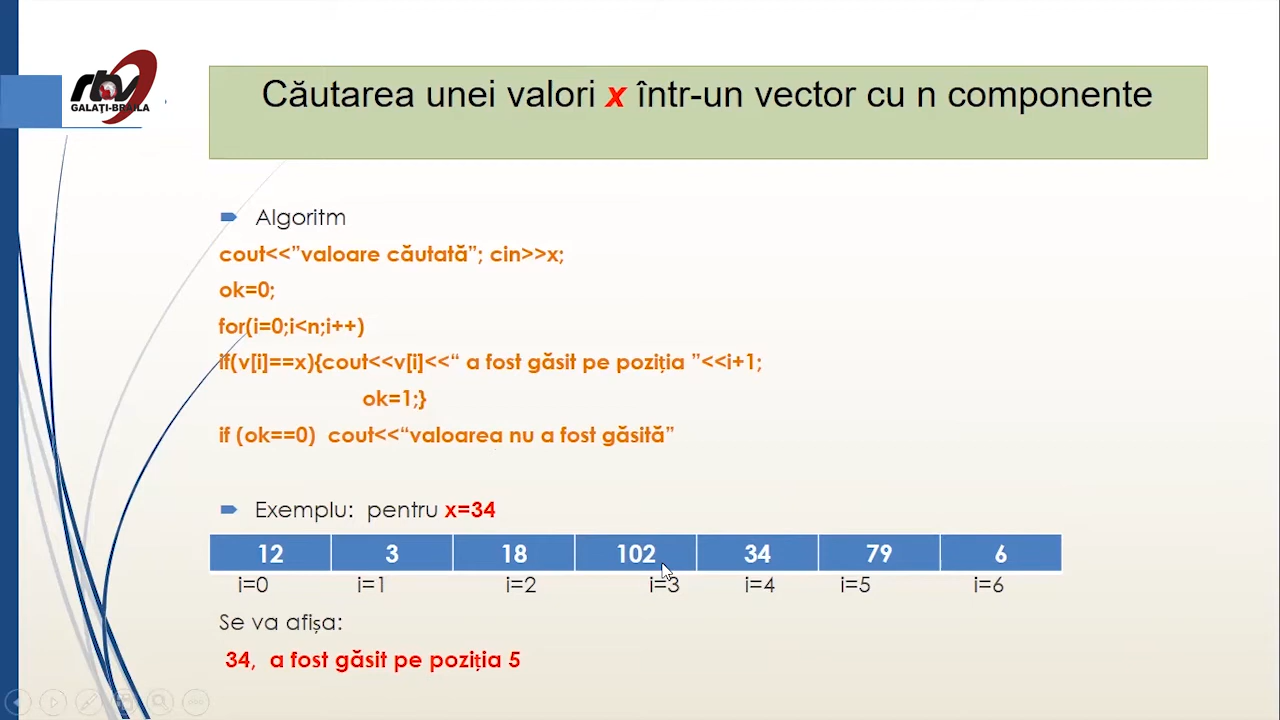 rtv
GALAȚI-BRAILA
Căutarea unei valori x într-un vector cu n componente
Algoritm
cout<<”valoare căutată”; cin>>x;
ok=0;
for(i=0;i<n;i++)
if(v[i]==x){cout<<v[i]<<“ a fost găsit pe poziția ”<<i+1;
ok=1;}
if (ok==0) cout<<“valoarea nu a fost găsită”
Exemplu: pentru x=34
12 3 18 102 34 79 6
i=0 i=1 i=2 i=3 i=4 i=5 i=6
Se va afișa:
34, a fost găsit pe poziția 5